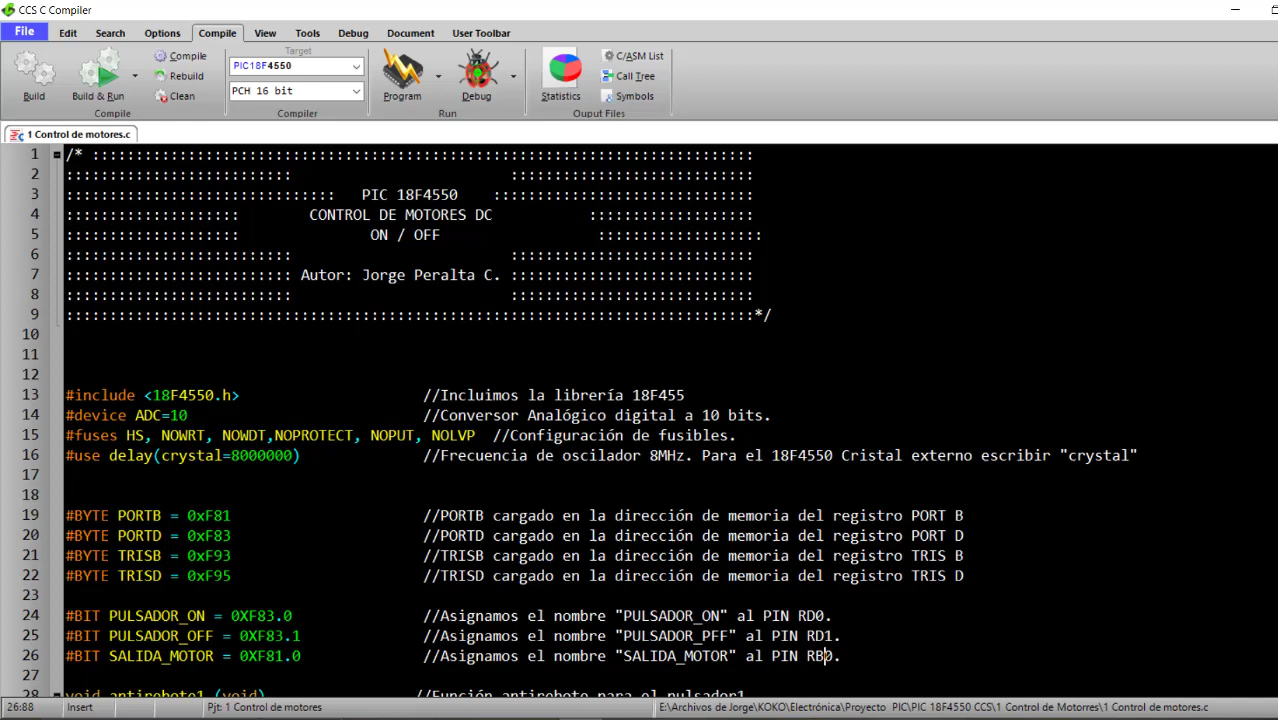 CCS C Compiler
File Edit Search Options Compile View Tools Debug Document User Toolbar
Build
Build & Run
Compile
Rebuild
Clean
Compile
Target
PIC18F4550
PCH 16 bit
Compiler
Program
Debug
Run
Statistics
C/ASM List
Call Tree
Symbols
Ouput Files
1 Control de motores.c
1 /* ::::::::::::::::::::::::::::::::::::::::::::::::::::::::::::::::::::::::::::
2 :::::::::::::::::::::::::: ::::::::::::::::::::::::::::
3 ::::::::::::::::::::::::::::::: PIC 18F4550 ::::::::::::::::::::::::::::::
4 :::::::::::::::::::: CONTROL DE MOTORES DC :::::::::::::::::::
5 :::::::::::::::::::: ON / OFF :::::::::::::::::::
6 :::::::::::::::::::::::::: ::::::::::::::::::::::::::::
7 :::::::::::::::::::::::::: Autor: Jorge Peralta C. ::::::::::::::::::::::::::::
8 :::::::::::::::::::::::::: ::::::::::::::::::::::::::::
9 :::::::::::::::::::::::::::::::::::::::::::::::::::::::::::::::::::::::::::::::*/
10
11
12
13 #include <18F4550.h> //Incluimos la librería 18F455
14 #device ADC=10 //Conversor Analógico digital a 10 bits.
15 #fuses HS, NOWRT, NOWDT,NOPROTECT, NOPUT, NOLVP //Configuración de fusibles.
16 #use delay(crystal=8000000) //Frecuencia de oscilador 8MHz. Para el 18F4550 Cristal externo escribir "crystal"
17
18
19 #BYTE PORTB = 0xF81 //PORTB cargado en la dirección de memoria del registro PORT B
20 #BYTE PORTD = 0xF83 //PORTD cargado en la dirección de memoria del registro PORT D
21 #BYTE TRISB = 0xF93 //TRISB cargado en la dirección de memoria del registro TRIS B
22 #BYTE TRISD = 0xF95 //TRISD cargado en la dirección de memoria del registro TRIS D
23
24 #BIT PULSADOR_ON = 0XF83.0 //Asignamos el nombre "PULSADOR_ON" al PIN RD0.
25 #BIT PULSADOR_OFF = 0XF83.1 //Asignamos el nombre "PULSADOR_PFF" al PIN RD1.
26 #BIT SALIDA_MOTOR = 0XF81.0 //Asignamos el nombre "SALIDA_MOTOR" al PIN RB0.
27
28 void antirebote1 (void) //Función antirebote para el pulsador1
26:88 Insert Pjt: 1 Control de motores E:\Archivos de Jorge\KOKO\Electrónica\Proyecto PIC\PIC 18F4550 CCS\1 Control de Motorres\1 Control de motores.c